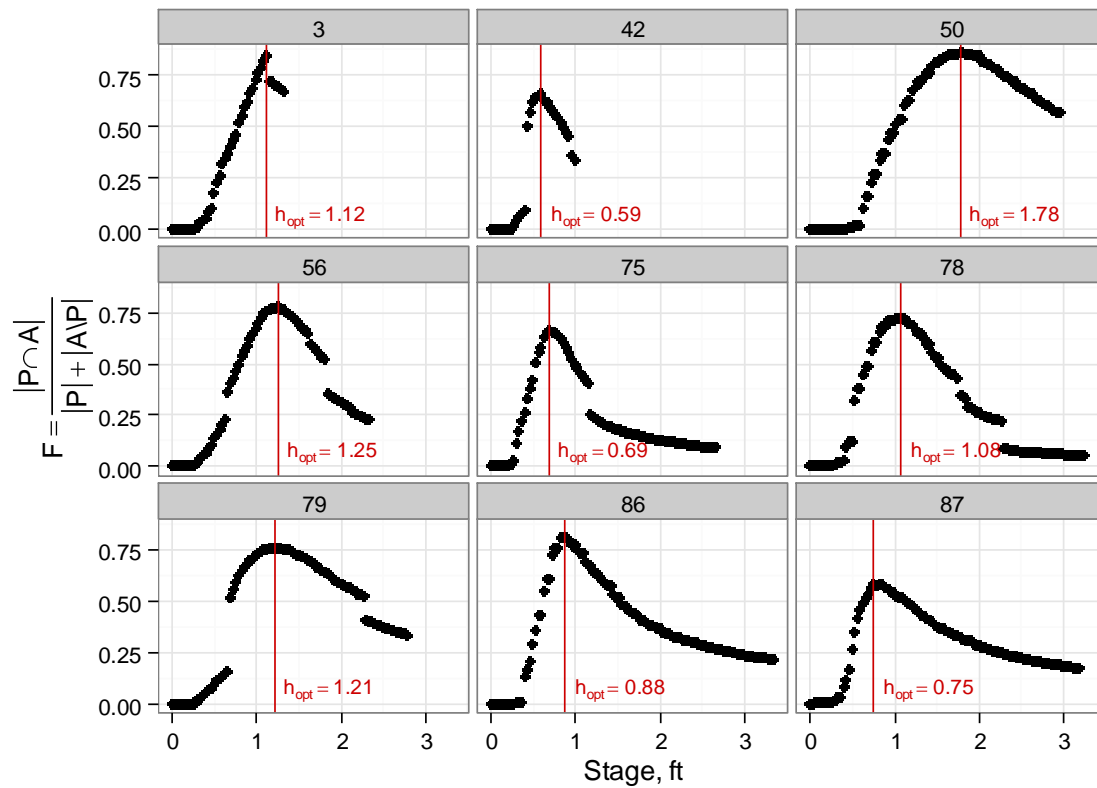 3 42 50
0.75
0.50
0.25
0.00
h_opt = 1.12 h_opt = 0.59 h_opt = 1.78
56 75 78
0.75
0.50
0.25
0.00
h_opt = 1.25 h_opt = 0.69 h_opt = 1.08
79 86 87
0.75
0.50
0.25
0.00
h_opt = 1.21 h_opt = 0.88 h_opt = 0.75
0 1 2 3 0 1 2 3 0 1 2 3
Stage, ft
F = |P∩A| / |P| + |A\P|